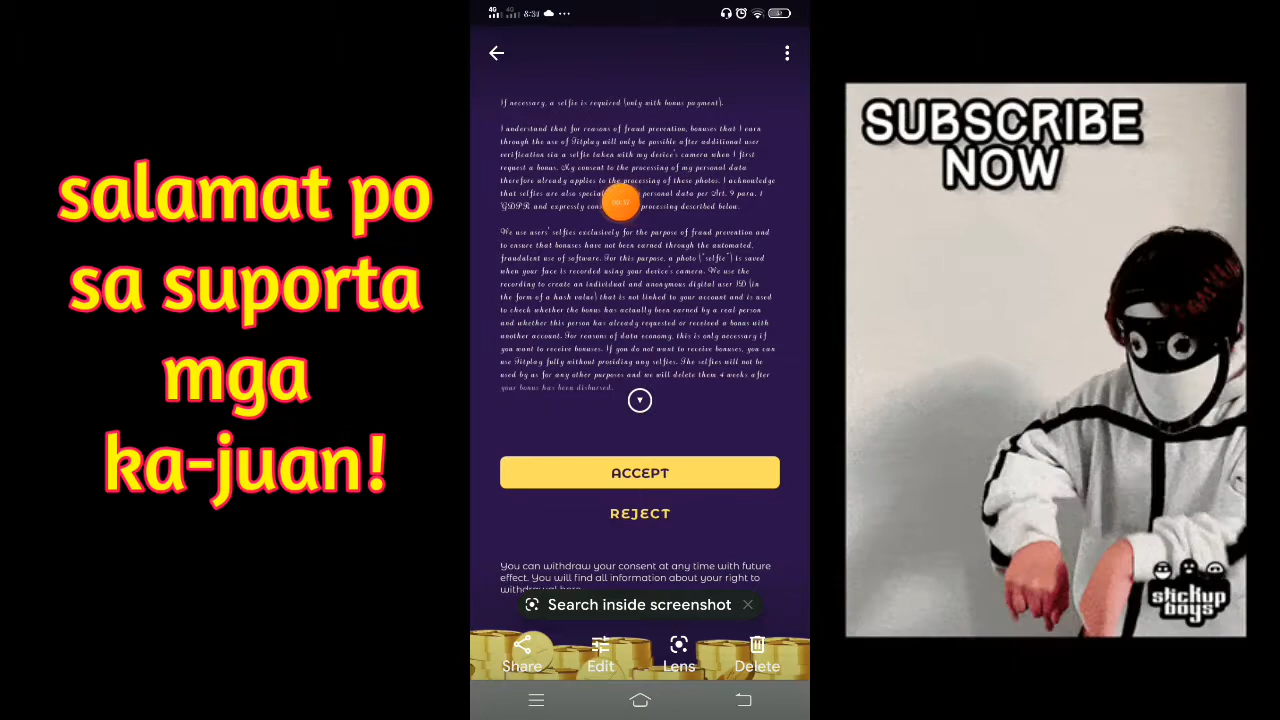 salamat po
sa suporta
mga
ka-juan!
4G 4G 8:31
If necessary, a selfie is required (only with bonus payment).
I understand that for reasons of fraud prevention, bonuses that I earn
through the use of Fitplay will only be possible after additional user
verification via a selfie taken with my device's camera when I first
request a bonus. My consent to the processing of my personal data
therefore already applies to the processing of these photos. I acknowledge
that selfies are also special personal data per Art. 9 para. 1
GDPR and expressly processing described below.
We use users' selfies exclusively for the purpose of fraud prevention and
to ensure that bonuses have not been earned through the automated,
fraudulent use of software. For this purpose, a photo ("selfie") is saved
when your face is recorded using your device's camera. We use the
recording to create an individual and anonymous digital user ID (in
the form of a hash value) that is not linked to your account and is used
to check whether the bonus has actually been earned by a real person
and whether this person has already requested or received a bonus with
another account. For reasons of data economy, this is only necessary if
you want to receive bonuses. If you do not want to receive bonuses, you can
use Fitplay fully without providing any selfies. The selfies will not be
used by us for any other purposes and we will delete them 4 weeks after
your bonus has been disbursed.
ACCEPT
REJECT
You can withdraw your consent at any time with future
effect. You will find all information about your right to
Search inside screenshot
Share Edit Lens Delete
SUBSCRIBE
NOW
stickup
boys